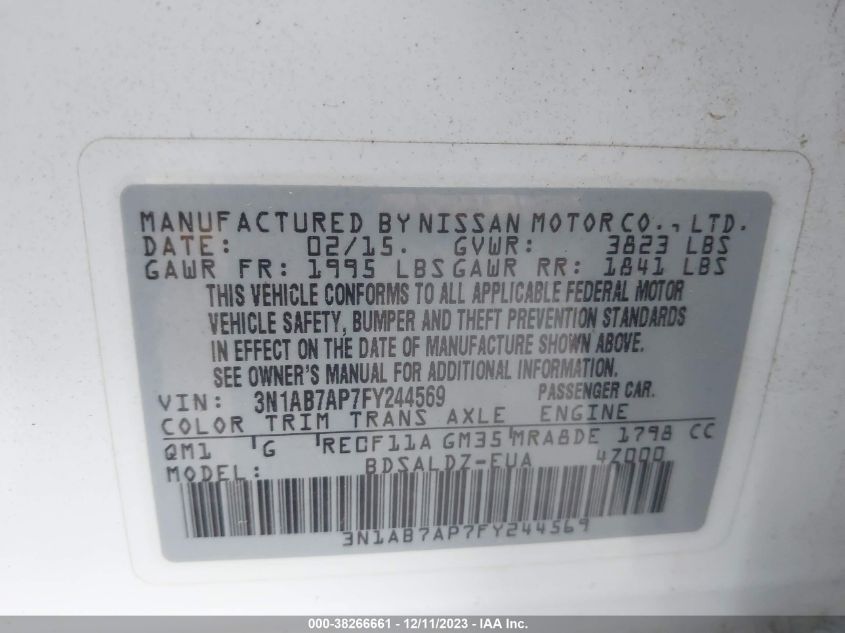 MANUFACTURED BY NISSAN MOTOR CO., LTD.
DATE: 02/15. GVWR: 3823 LBS
GAWR FR: 1995 LBS GAWR RR: 1841 LBS
THIS VEHICLE CONFORMS TO ALL APPLICABLE FEDERAL MOTOR
VEHICLE SAFETY, BUMPER AND THEFT PREVENTION STANDARDS
IN EFFECT ON THE DATE OF MANUFACTURE SHOWN ABOVE.
SEE OWNER'S MANUAL FOR ADDITIONAL INFORMATION.
VIN: 3N1AB7AP7FY244569 PASSENGER CAR.
COLOR TRIM TRANS AXLE ENGINE
QM1 G RE0F11A GM35 MRA8DE 1798 CC
MODEL: BDSALDZ-EUA 4Z000
3N1AB7AP7FY244569
000-38266661 - 12/11/2023 - IAA Inc.